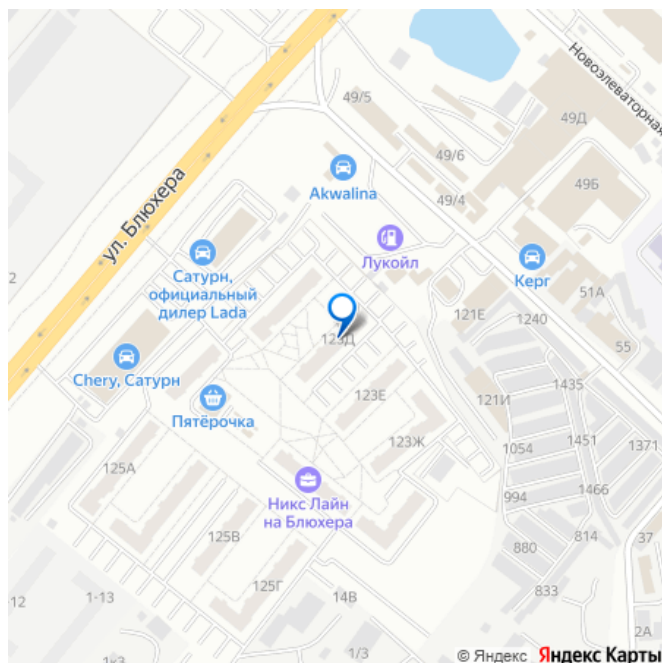 Новоэлеваторная
49/5
49Д
49/6
49Б
49/4
Akwalina
ул. Блюхера
Лукойл
Сатурн,
официальный
дилер Lada
Керг
51А
2
121Е
1240
55
123Д
Chery, Сатурн
1435
123Е
121И
Пятёрочка
1451
1371
123Ж
1054
125А
1466
994
Никс Лайн
на Блюхера
125В
814
37
880
125Г
833
1-13
14В
12
2А
1/3
1к3
© Яндекс Яндекс Карты